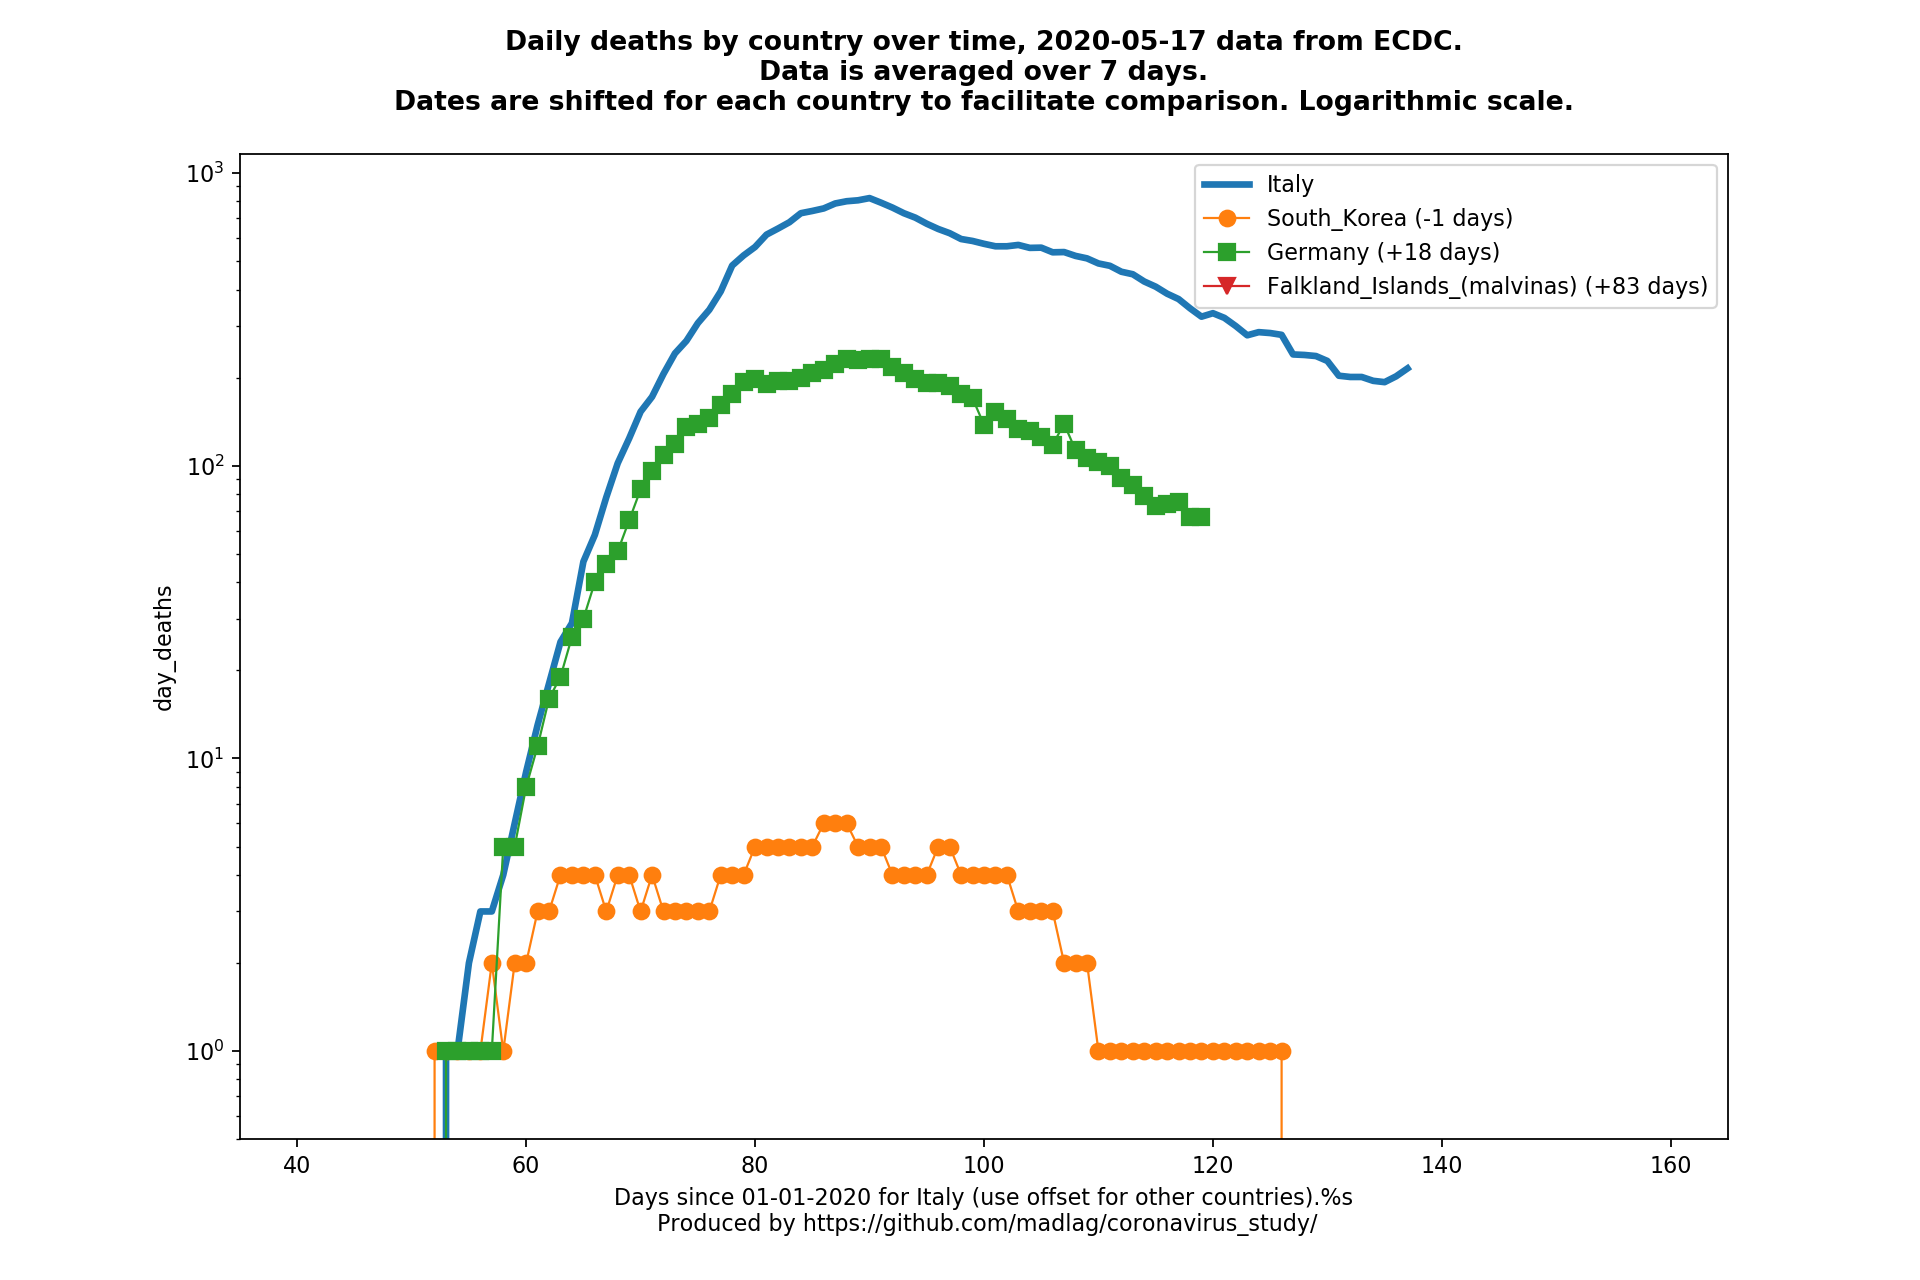 Daily deaths by country over time, 2020-05-17 data from ECDC.
Data is averaged over 7 days.
Dates are shifted for each country to facilitate comparison. Logarithmic scale.
Italy
South_Korea (-1 days)
Germany (+18 days)
Falkland_Islands_(malvinas) (+83 days)
day_deaths
10³
10²
10¹
10⁰
40 60 80 100 120 140 160
Days since 01-01-2020 for Italy (use offset for other countries).%s
Produced by https://github.com/madlag/coronavirus_study/